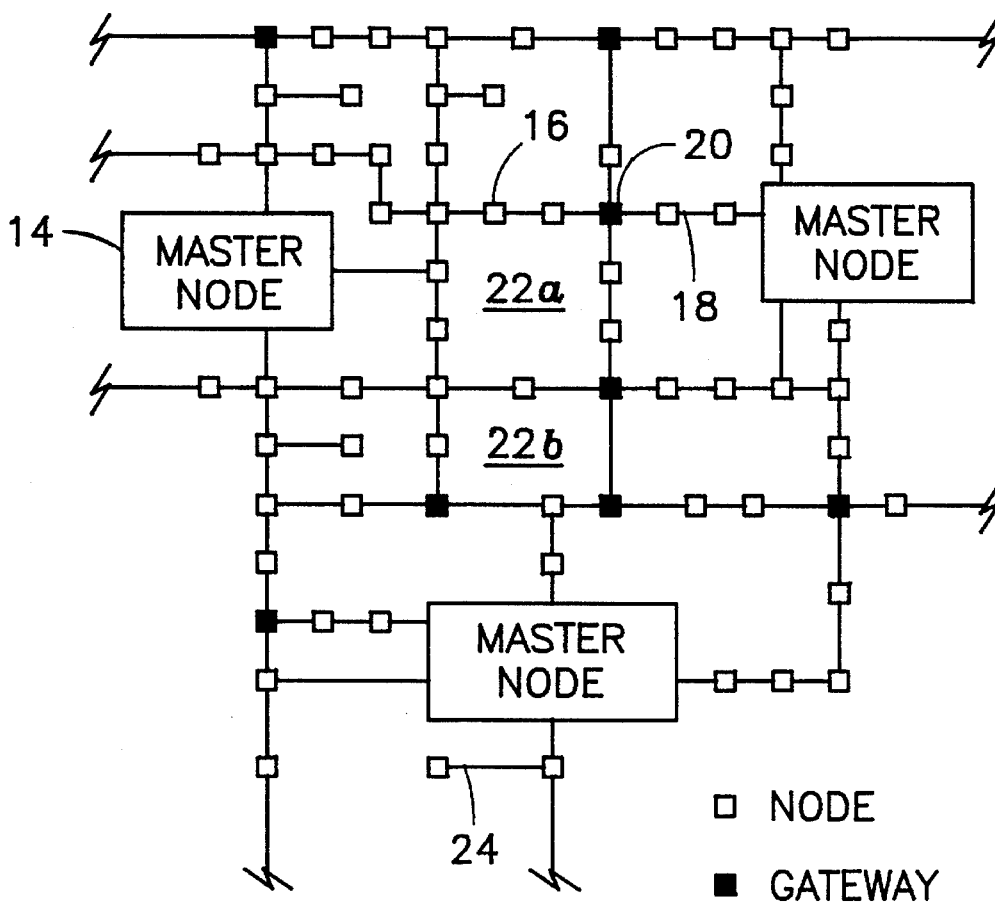 16
20
14
MASTER
NODE
MASTER
NODE
22a
18
22b
MASTER
NODE
24
NODE
GATEWAY